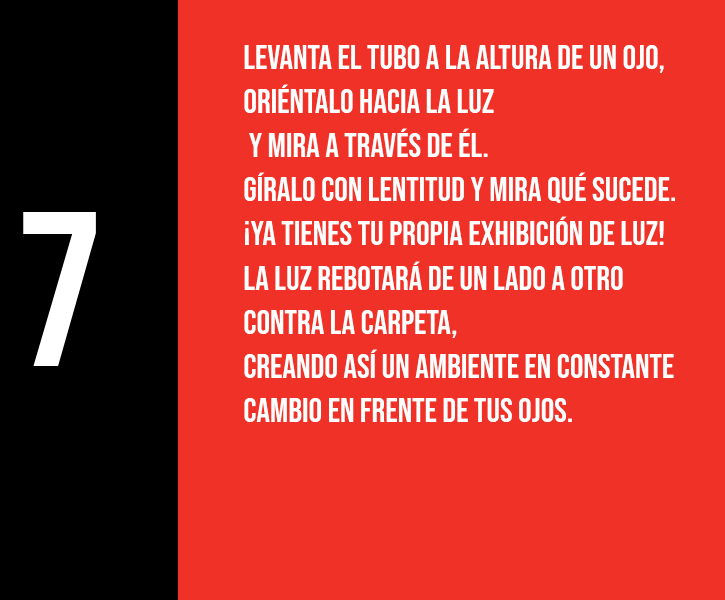 7
LEVANTA EL TUBO A LA ALTURA DE UN OJO,
ORIÉNTALO HACIA LA LUZ
Y MIRA A TRAVÉS DE ÉL.
GÍRALO CON LENTITUD Y MIRA QUÉ SUCEDE.
¡YA TIENES TU PROPIA EXHIBICIÓN DE LUZ!
LA LUZ REBOTARÁ DE UN LADO A OTRO
CONTRA LA CARPETA,
CREANDO ASÍ UN AMBIENTE EN CONSTANTE
CAMBIO EN FRENTE DE TUS OJOS.